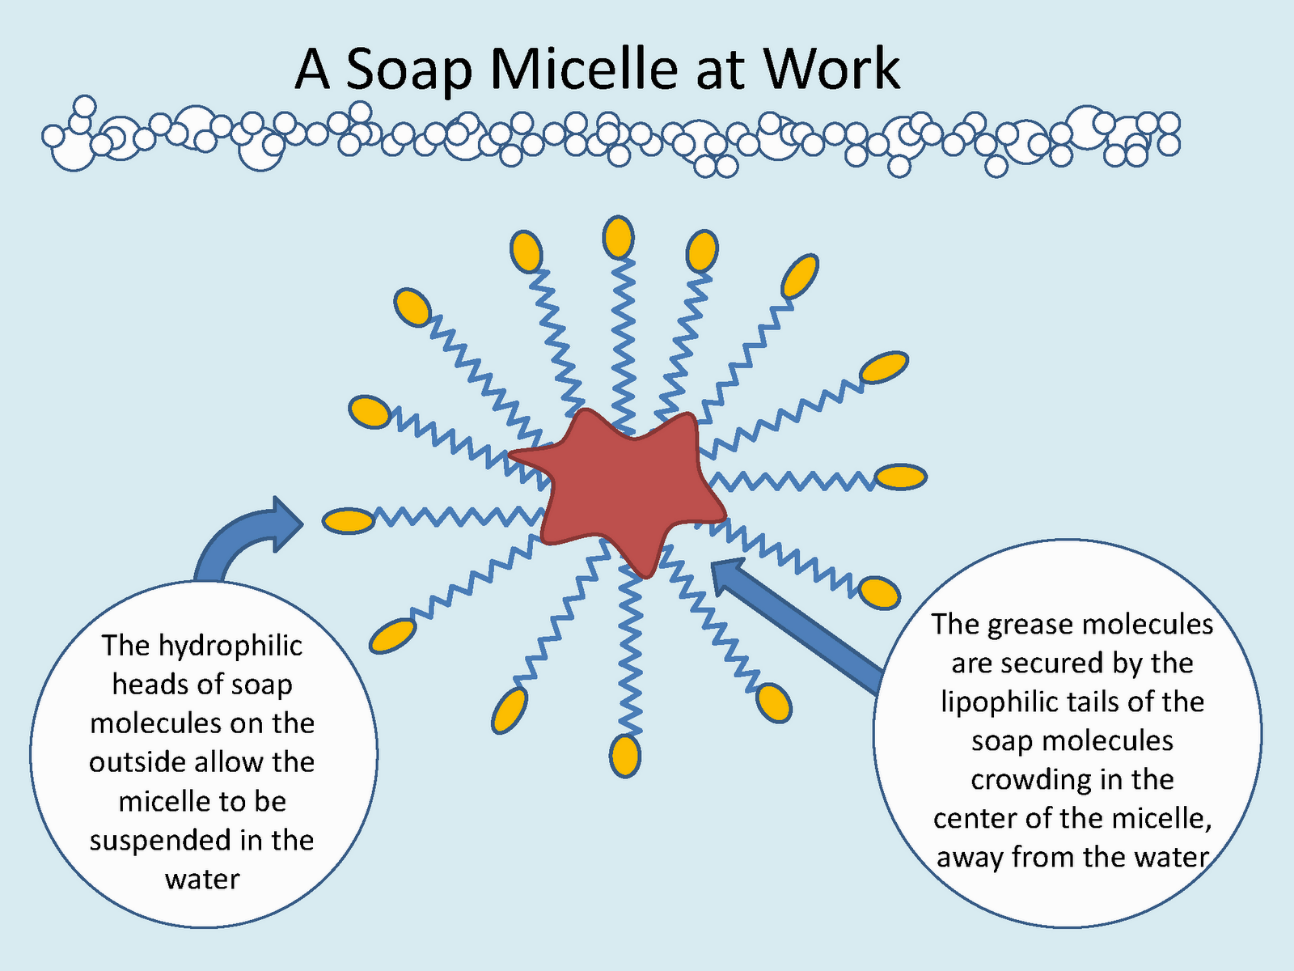 A Soap Micelle at Work
The hydrophilic
heads of soap
molecules on the
outside allow the
micelle to be
suspended in the
water
The grease molecules
are secured by the
lipophilic tails of the
soap molecules
crowding in the
center of the micelle,
away from the water